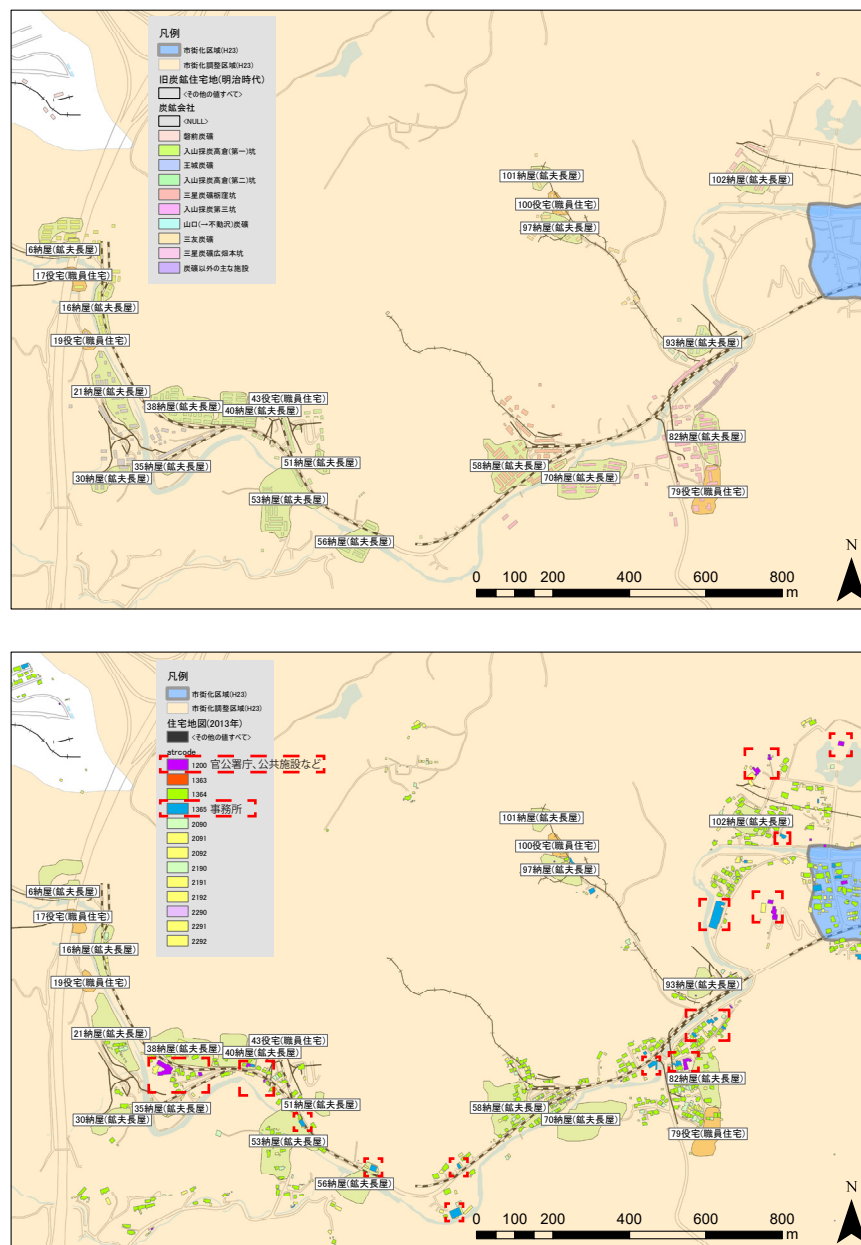 凡例
市街化区域(H23)
市街化調整区域(H23)
旧炭鉱住宅地(明治時代)
<その他の値すべて>
炭鉱会社
<NULL>
磐前炭礦
入山採炭高倉(第一)坑
王城炭礦
入山採炭高倉(第二)坑
三星炭礦栃窪坑
入山採炭第三坑
山口(→不動沢)炭礦
三友炭礦
三星炭礦広畑本坑
炭礦以外の主な施設
101納屋(鉱夫長屋)
102納屋(鉱夫長屋)
100役宅(職員住宅)
97納屋(鉱夫長屋)
6納屋(鉱夫長屋)
17役宅(職員住宅)
16納屋(鉱夫長屋)
19役宅(職員住宅)
93納屋(鉱夫長屋)
21納屋(鉱夫長屋)
43役宅(職員住宅)
38納屋(鉱夫長屋)
40納屋(鉱夫長屋)
82納屋(鉱夫長屋)
51納屋(鉱夫長屋)
35納屋(鉱夫長屋)
58納屋(鉱夫長屋)
30納屋(鉱夫長屋)
70納屋(鉱夫長屋)
79役宅(職員住宅)
53納屋(鉱夫長屋)
56納屋(鉱夫長屋)
N
0 100 200 400 600 800
m
凡例
市街化区域(H23)
市街化調整区域(H23)
住宅地図(2013年)
<その他の値すべて>
atrcode
1200 官公署庁、公共施設など
1363
1364
1365 事務所
2090
2091
2092
2190
2191
2192
2290
2291
2292
101納屋(鉱夫長屋)
102納屋(鉱夫長屋)
100役宅(職員住宅)
97納屋(鉱夫長屋)
6納屋(鉱夫長屋)
17役宅(職員住宅)
16納屋(鉱夫長屋)
19役宅(職員住宅)
93納屋(鉱夫長屋)
21納屋(鉱夫長屋)
43役宅(職員住宅)
38納屋(鉱夫長屋)
40納屋(鉱夫長屋)
82納屋(鉱夫長屋)
51納屋(鉱夫長屋)
35納屋(鉱夫長屋)
58納屋(鉱夫長屋)
30納屋(鉱夫長屋)
70納屋(鉱夫長屋)
79役宅(職員住宅)
53納屋(鉱夫長屋)
56納屋(鉱夫長屋)
N
0 100 200 400 600 800
m